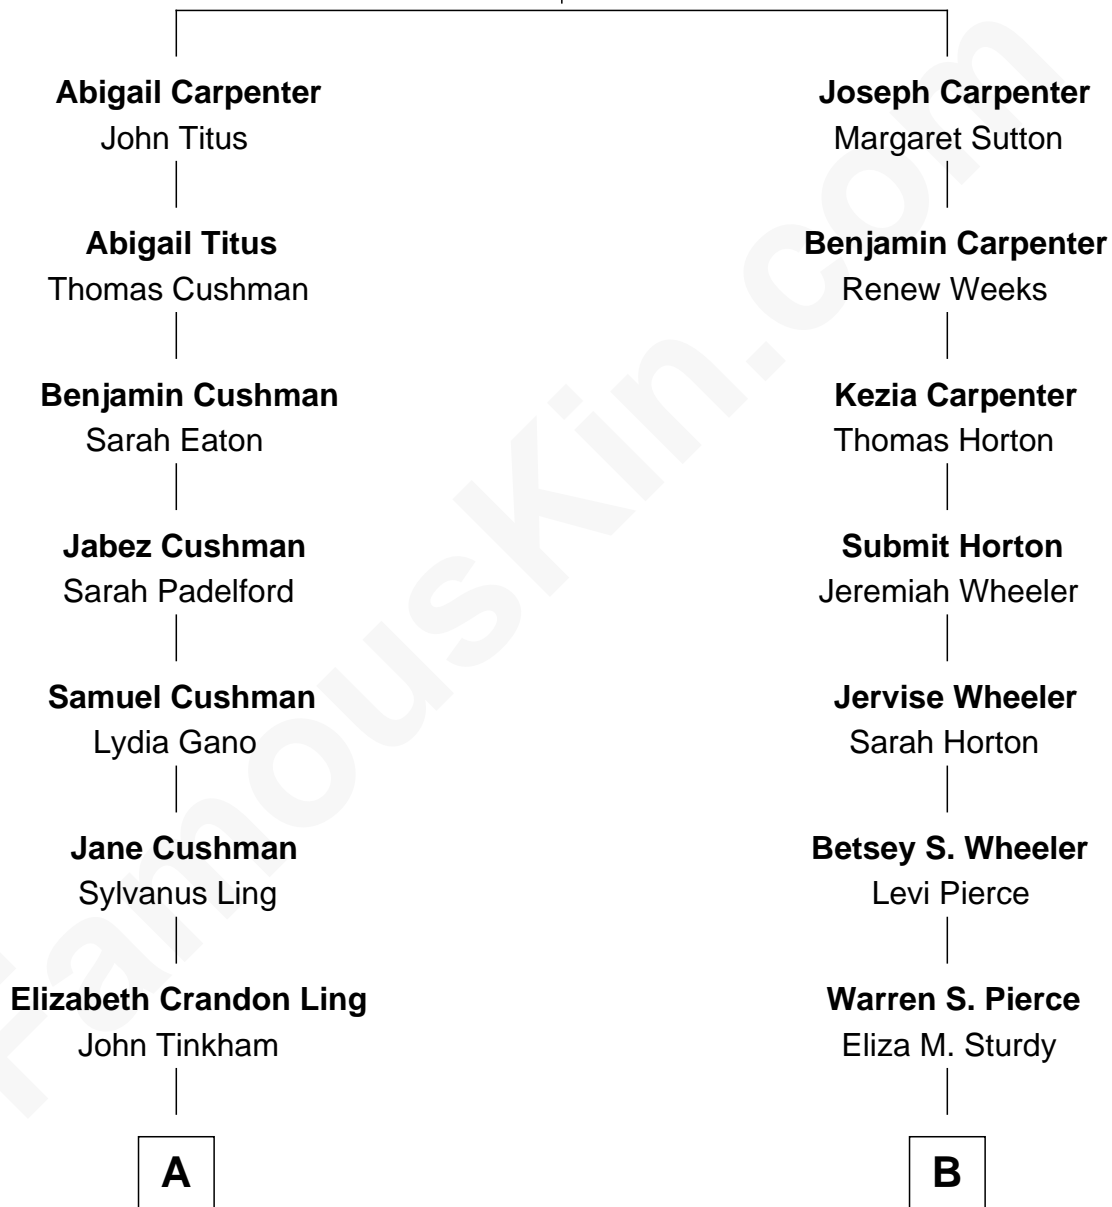 Abigail Carpenter
John Titus
Abigail Titus
Thomas Cushman
Benjamin Cushman
Sarah Eaton
Jabez Cushman
Sarah Padelford
Samuel Cushman
Lydia Gano
Jane Cushman
Sylvanus Ling
Elizabeth Crandon Ling
John Tinkham
A
Joseph Carpenter
Margaret Sutton
Benjamin Carpenter
Renew Weeks
Kezia Carpenter
Thomas Horton
Submit Horton
Jeremiah Wheeler
Jervise Wheeler
Sarah Horton
Betsey S. Wheeler
Levi Pierce
Warren S. Pierce
Eliza M. Sturdy
B
FamousKin.com